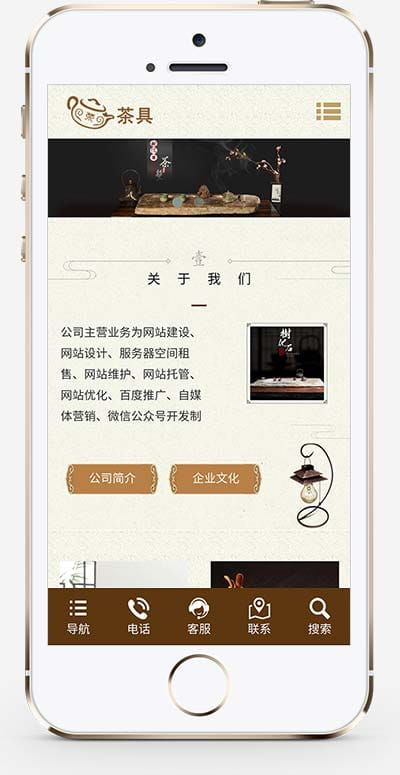 茶具
茶
壹
关于我们
公司主营业务为网站建设、
网站设计、服务器空间租
售、网站维护、网站托管、
网站优化、百度推广、自媒
体营销、微信公众号开发制
樹化石
公司简介
企业文化
导航
电话
客服
联系
搜索